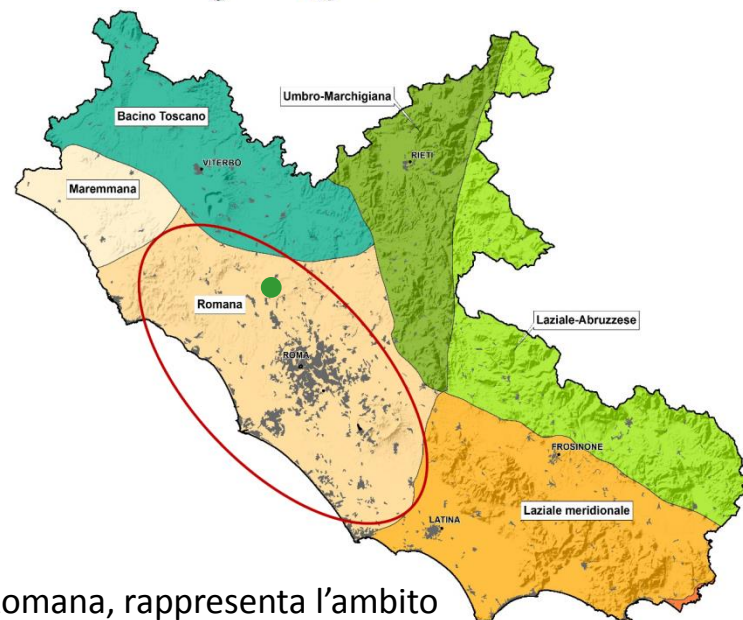 Umbro-Marchigiana
Bacino Toscano
RIETI
VITERBO
Maremmana
Romana
Laziale-Abruzzese
ROMA
FROSINONE
Laziale meridionale
LATINA
omana, rappresenta l’ambito